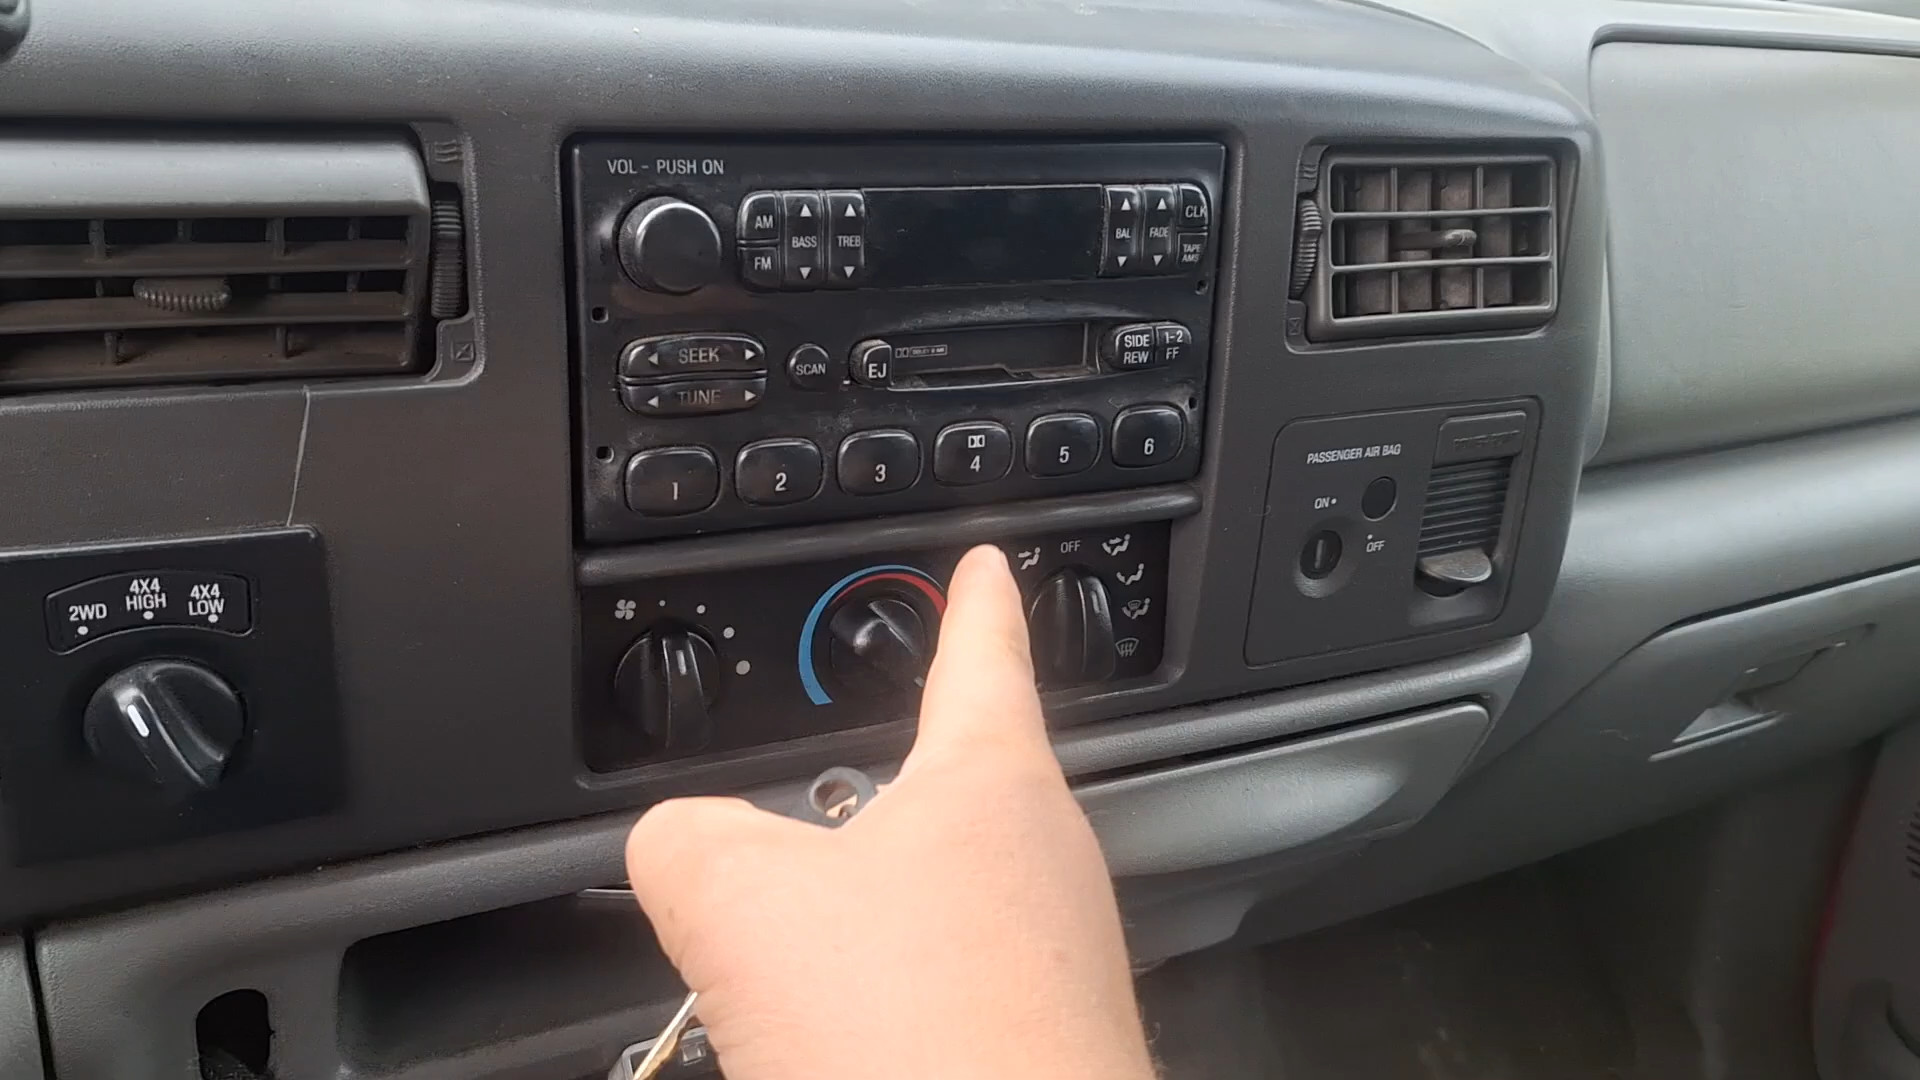 VOL - PUSH ON
AM
FM
BASS
TREB
BAL
FADE
CLK
TAPE
AMS
SEEK
TUNE
SCAN
EJ
SIDE
REW
1-2
FF
1
2
3
4
5
6
PASSENGER AIR BAG
ON
OFF
OFF
2WD
4X4
HIGH
4X4
LOW